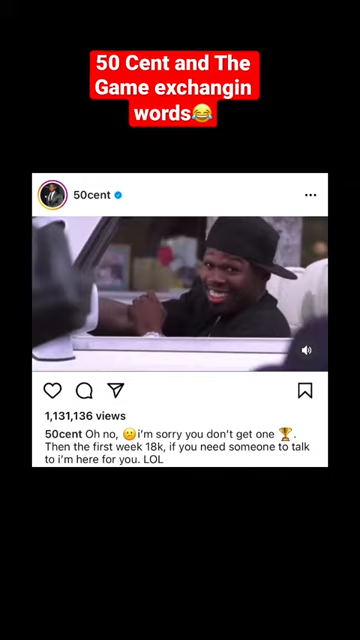 50 Cent and The
Game exchangin
words😂
50cent
1,131,136 views
50cent Oh no, 😕i'm sorry you don't get one 🏆.
Then the first week 18k, if you need someone to talk
to i'm here for you. LOL